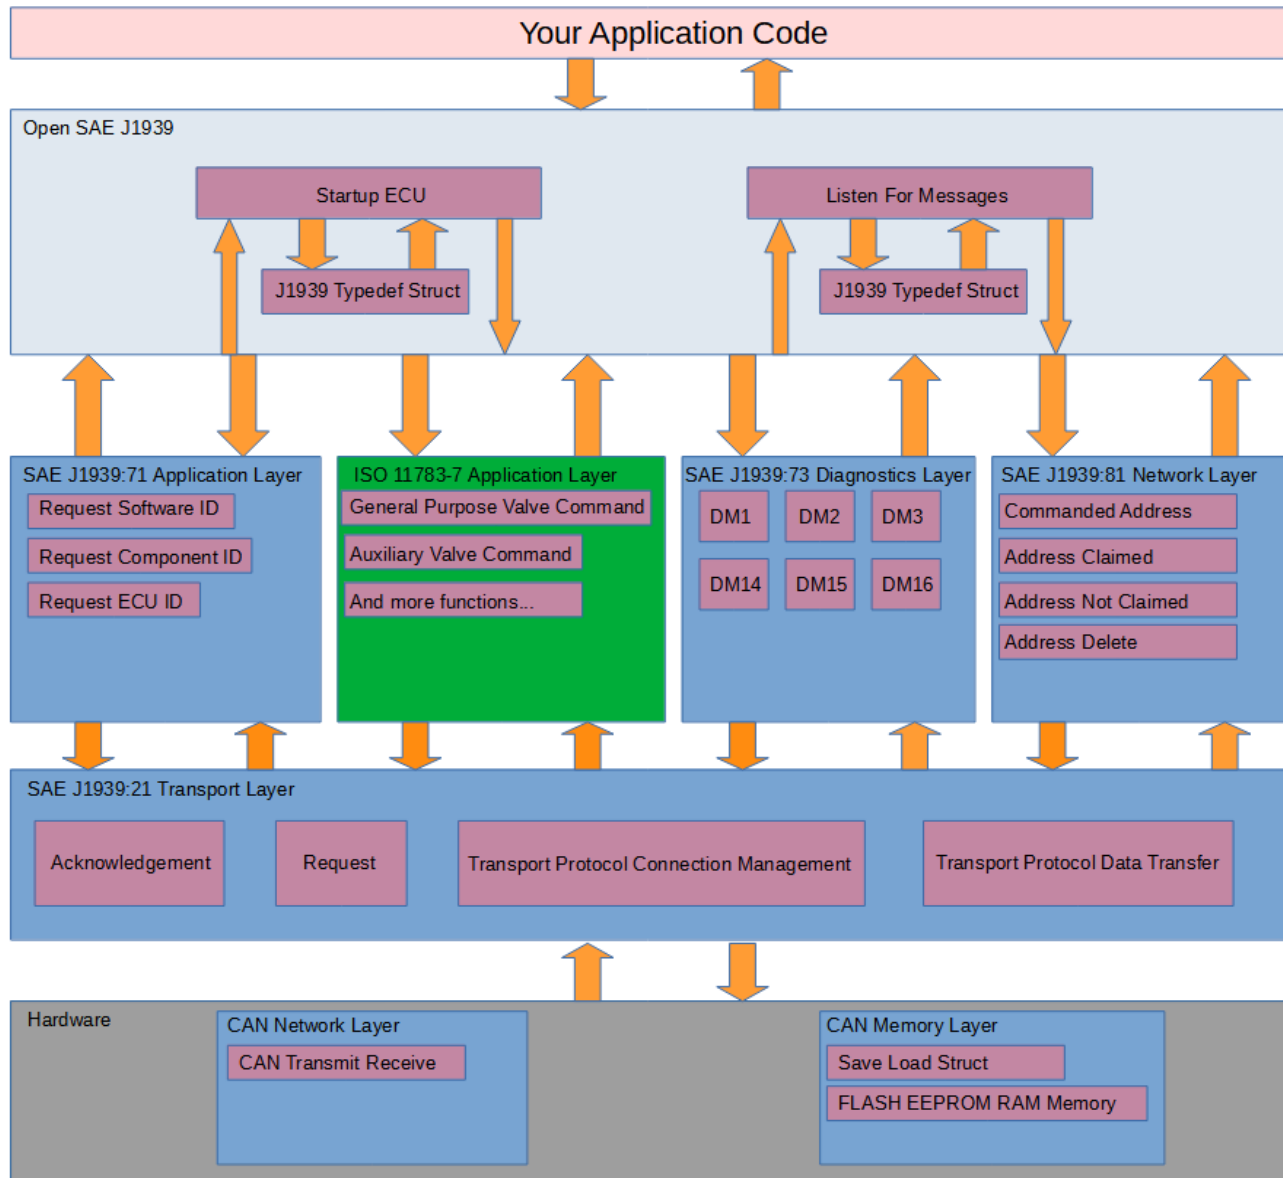 Your Application Code
Open SAE J1939
Startup ECU
Listen For Messages
J1939 Typedef Struct
J1939 Typedef Struct
SAE J1939:71 Application Layer
Request Software ID
Request Component ID
Request ECU ID
ISO 11783-7 Application Layer
General Purpose Valve Command
Auxiliary Valve Command
And more functions...
SAE J1939:73 Diagnostics Layer
DM1
DM2
DM3
DM14
DM15
DM16
SAE J1939:81 Network Layer
Commanded Address
Address Claimed
Address Not Claimed
Address Delete
SAE J1939:21 Transport Layer
Acknowledgement
Request
Transport Protocol Connection Management
Transport Protocol Data Transfer
Hardware
CAN Network Layer
CAN Transmit Receive
CAN Memory Layer
Save Load Struct
FLASH EEPROM RAM Memory